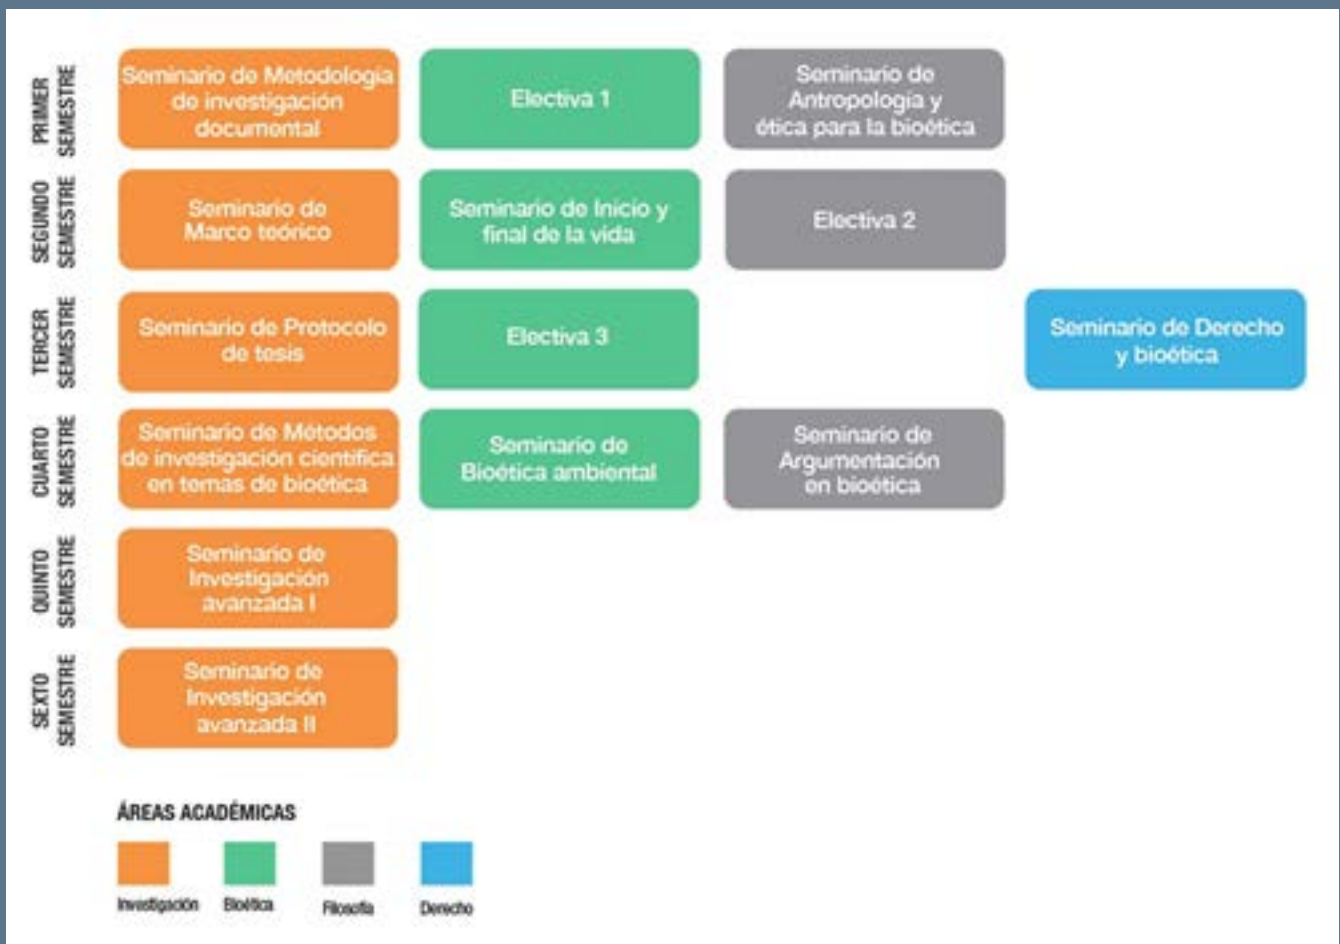 PRIMER
SEMESTRE
Seminario de Metodología
de investigación
documental
Electiva 1
Seminario de
Antropología y
ética para la bioética
SEGUNDO
SEMESTRE
Seminario de
Marco teórico
Seminario de Inicio y
final de la vida
Electiva 2
TERCER
SEMESTRE
Seminario de Protocolo
de tesis
Electiva 3
Seminario de Derecho
y bioética
CUARTO
SEMESTRE
Seminario de Métodos
de investigación científica
en temas de bioética
Seminario de
Bioética ambiental
Seminario de
Argumentación
en bioética
QUINTO
SEMESTRE
Seminario de
Investigación
avanzada I
SEXTO
SEMESTRE
Seminario de
Investigación
avanzada II
ÁREAS ACADÉMICAS
Investigación
Bioética
Filosofía
Derecho